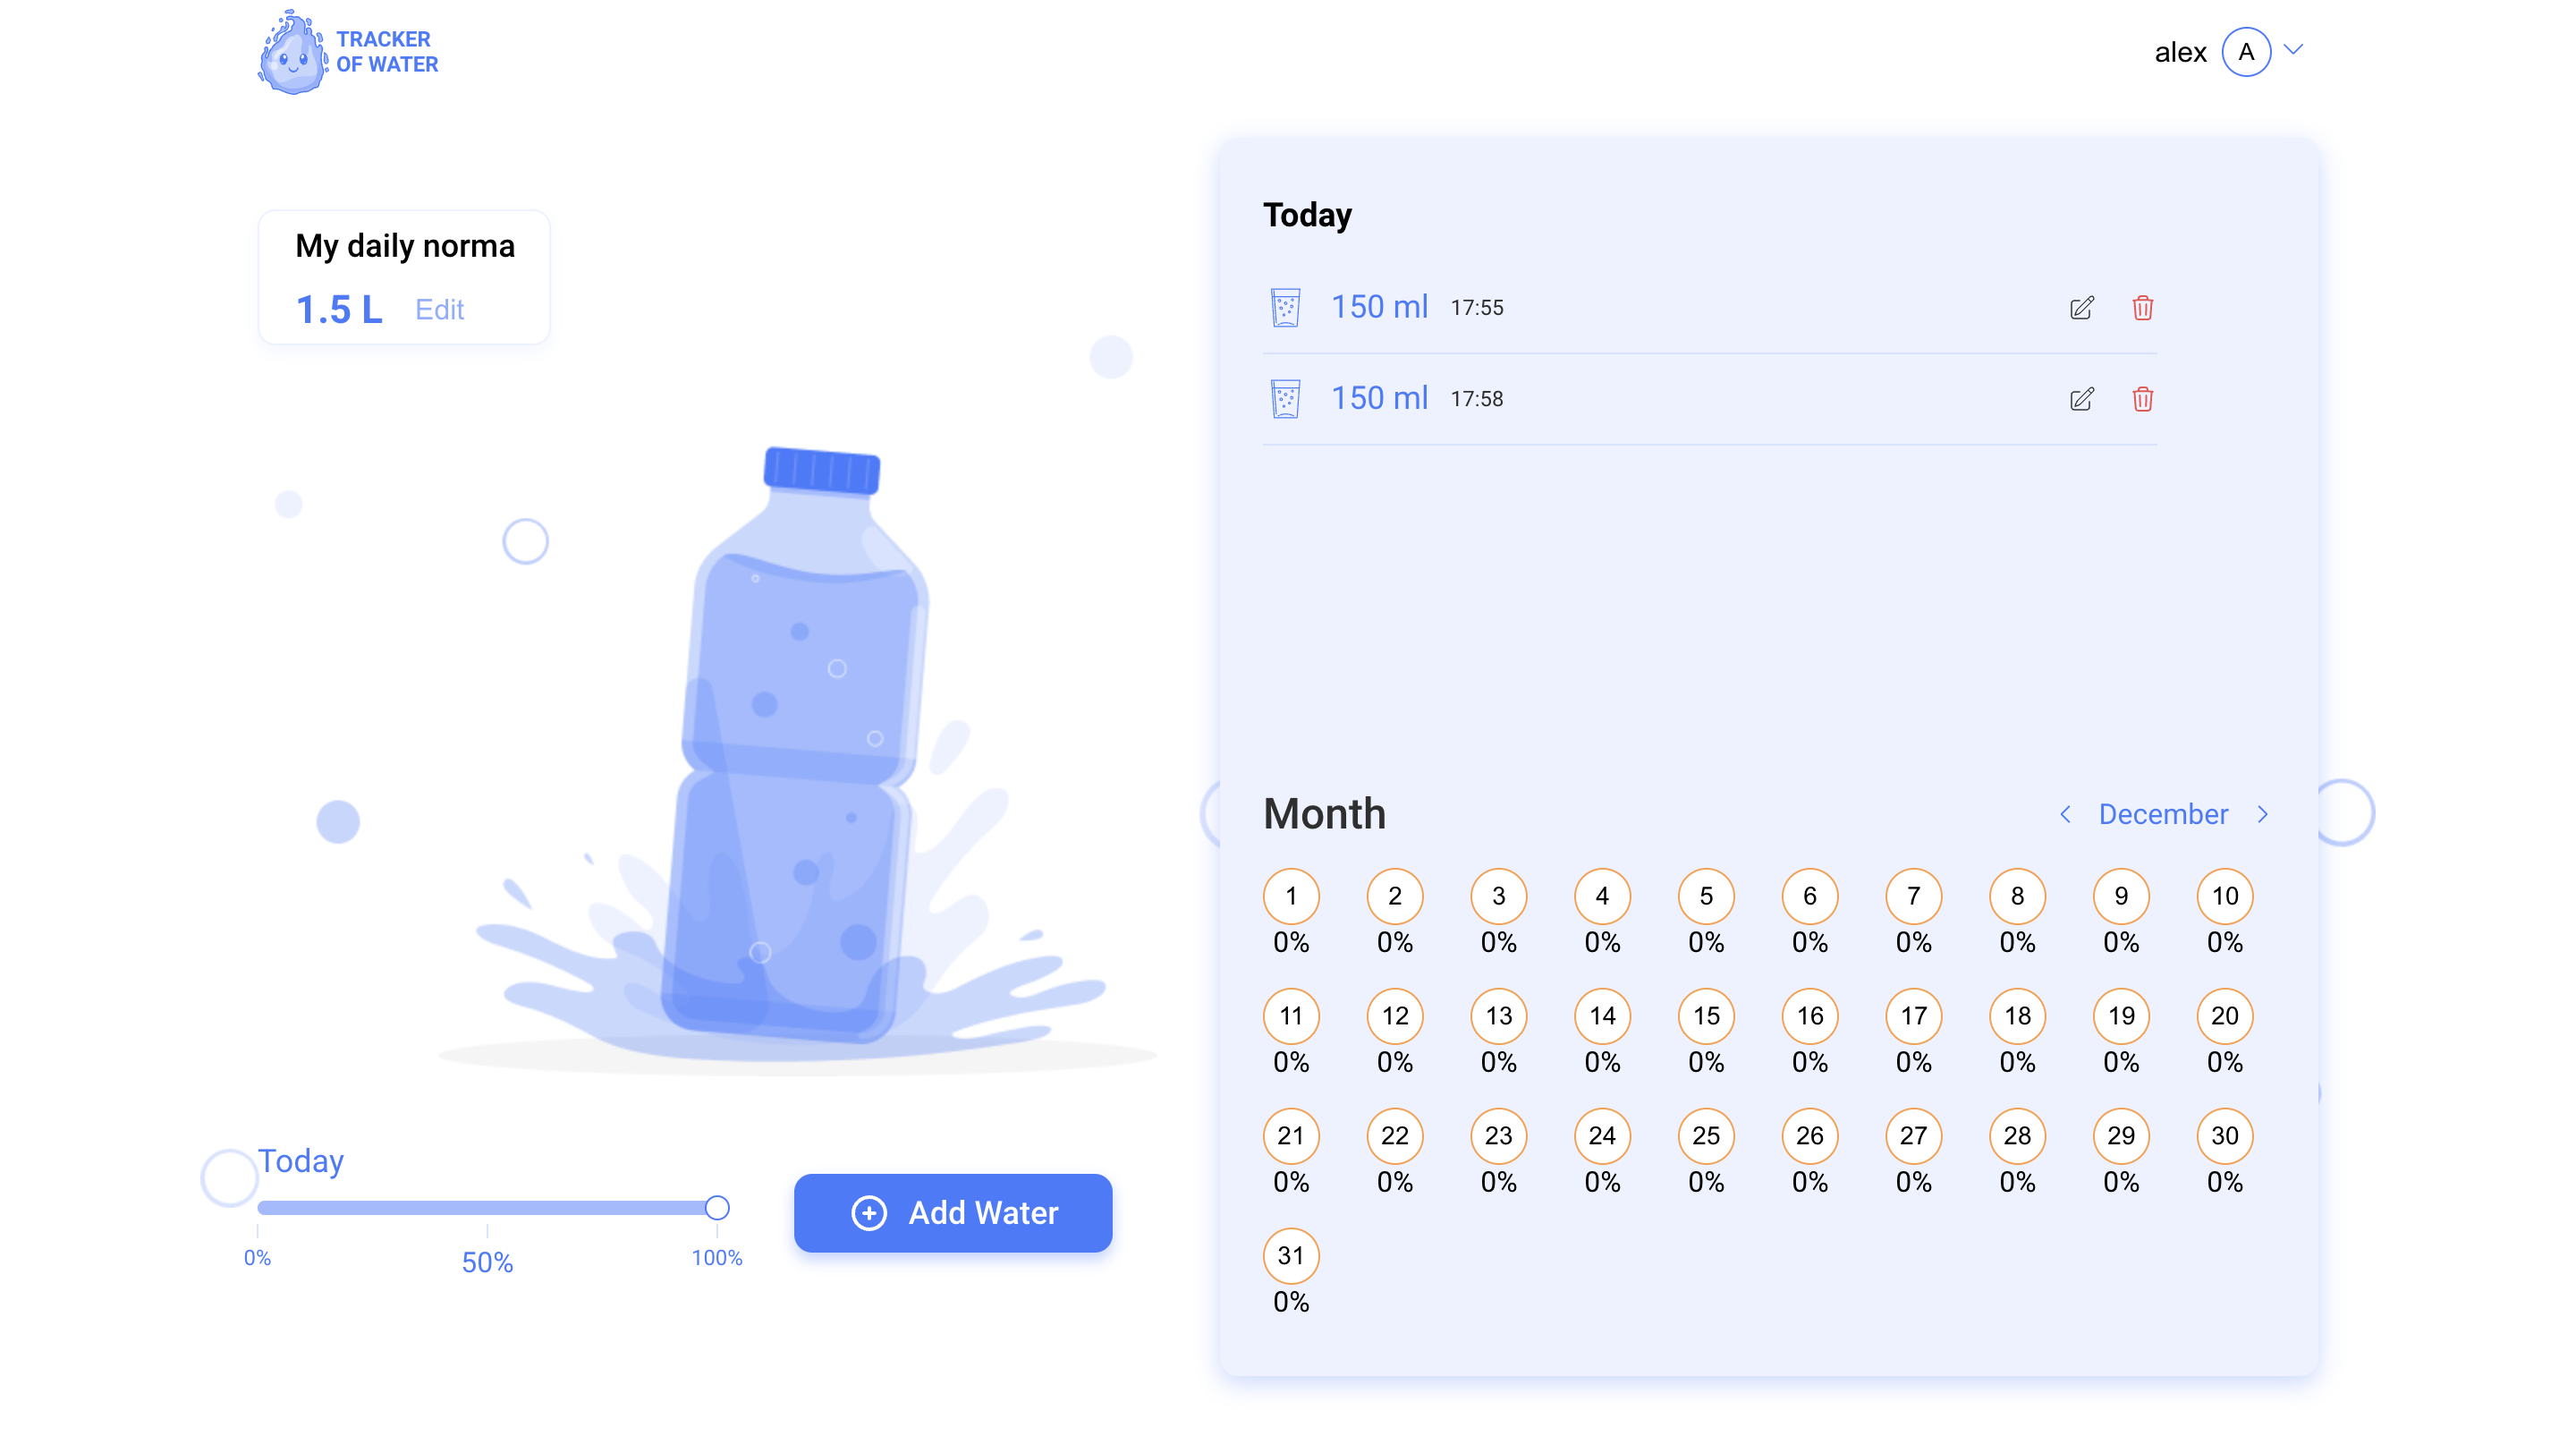 TRACKER
OF WATER
alex A
My daily norma
1.5 L Edit
Today
0% 50% 100%
Add Water
Today
150 ml 17:55
150 ml 17:58
Month
December
1 2 3 4 5 6 7 8 9 10
0% 0% 0% 0% 0% 0% 0% 0% 0% 0%
11 12 13 14 15 16 17 18 19 20
0% 0% 0% 0% 0% 0% 0% 0% 0% 0%
21 22 23 24 25 26 27 28 29 30
0% 0% 0% 0% 0% 0% 0% 0% 0% 0%
31
0%